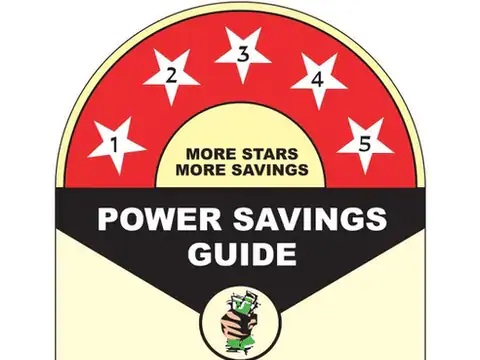 1 2 3 4 5
MORE STARS
MORE SAVINGS
POWER SAVINGS
GUIDE